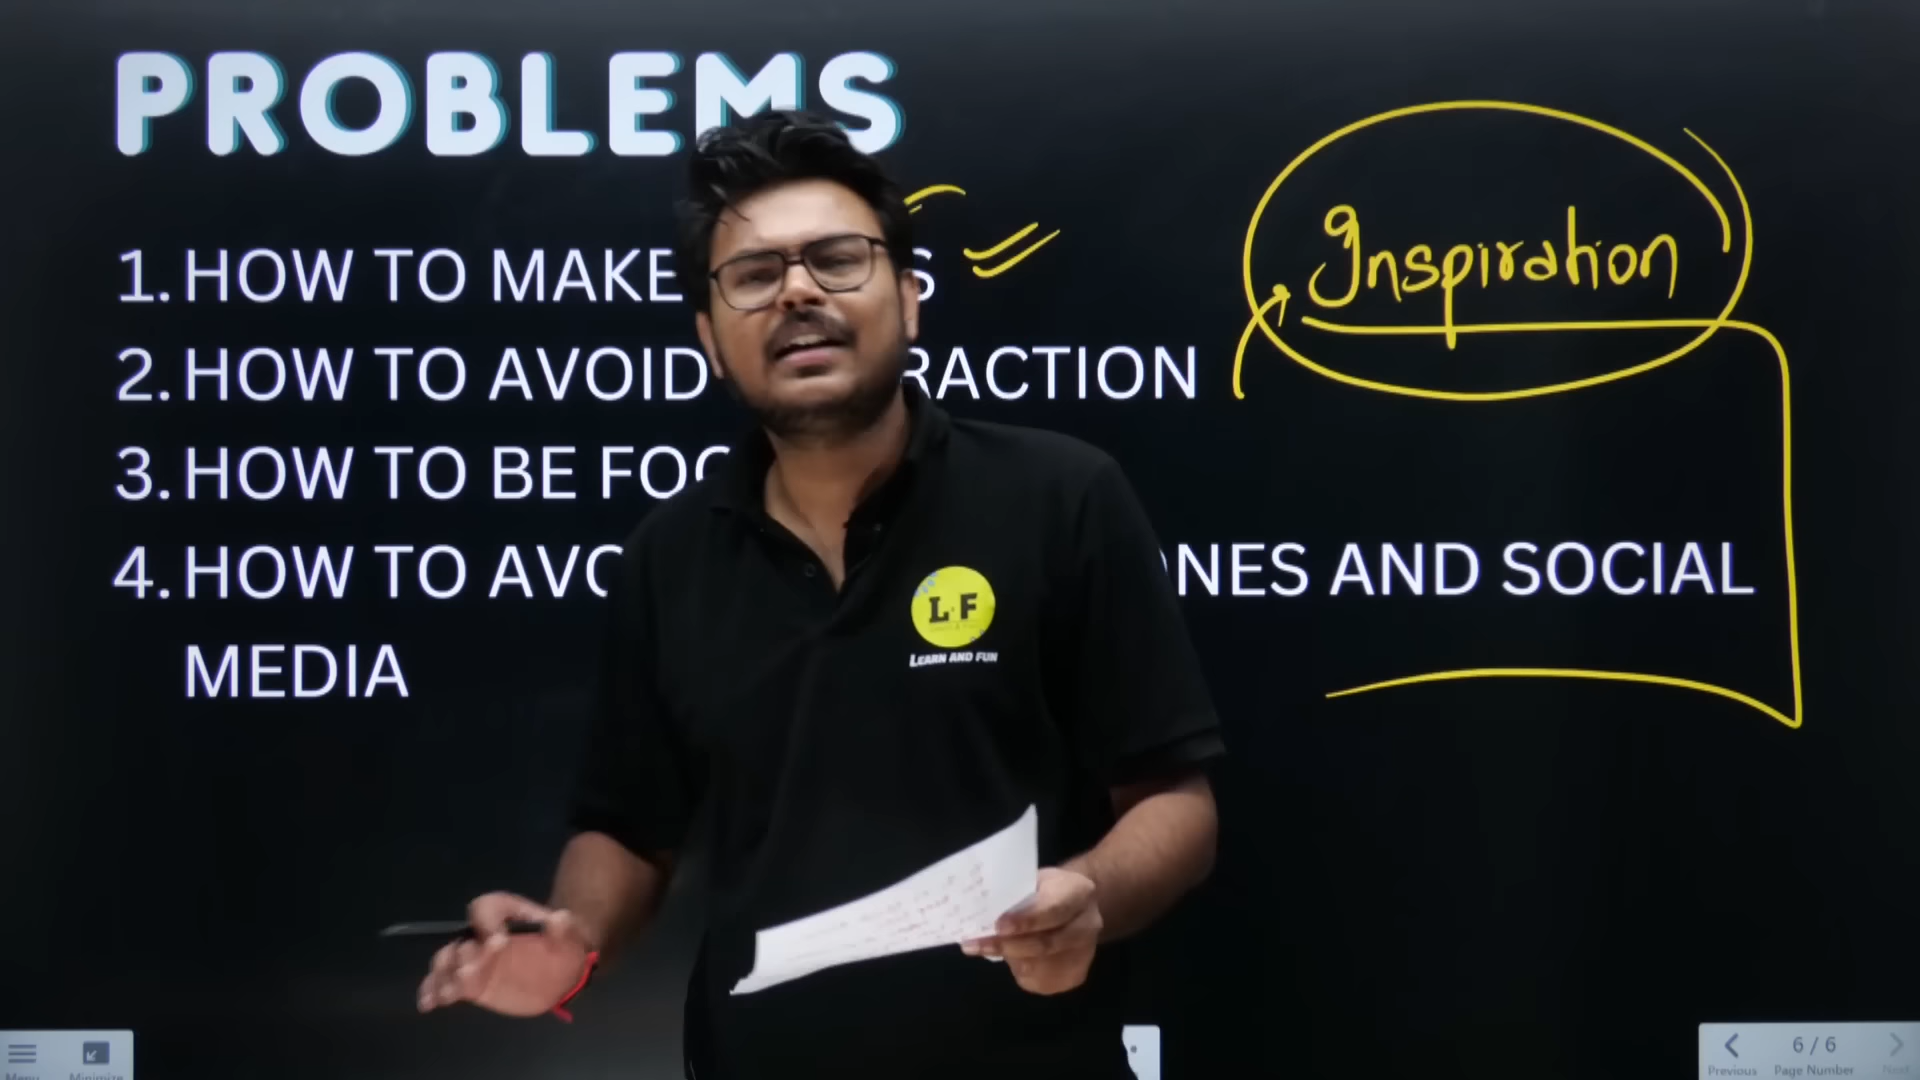 PROBLEMS
1. HOW TO MAKE S
Inspiration
2. HOW TO AVOID RACTION
3. HOW TO BE FOC
4. HOW TO AVO NES AND SOCIAL
MEDIA
L F
LEARN AND FUN
Menu
Minimize
6 / 6
Previous
Page Number
Next